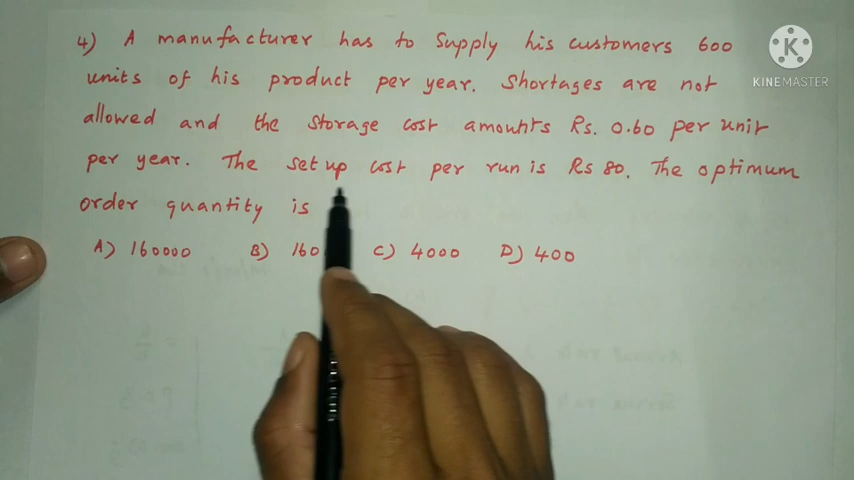 4) A manufacturer has to supply his customers 600
units of his product per year. Shortages are not
allowed and the storage cost amounts Rs. 0.60 per unit
per year. The set up cost per run is Rs 80. The optimum
order quantity is
A) 160000 B) 160 C) 4000 D) 400
K
KINEMASTER